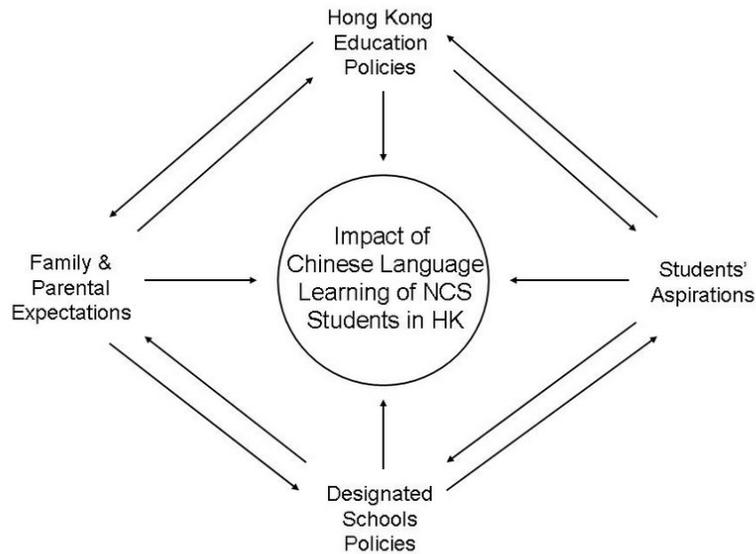 Hong Kong
Education
Policies
Impact of
Chinese Language
Learning of NCS
Students in HK
Family &
Parental
Expectations
Students'
Aspirations
Designated
Schools
Policies